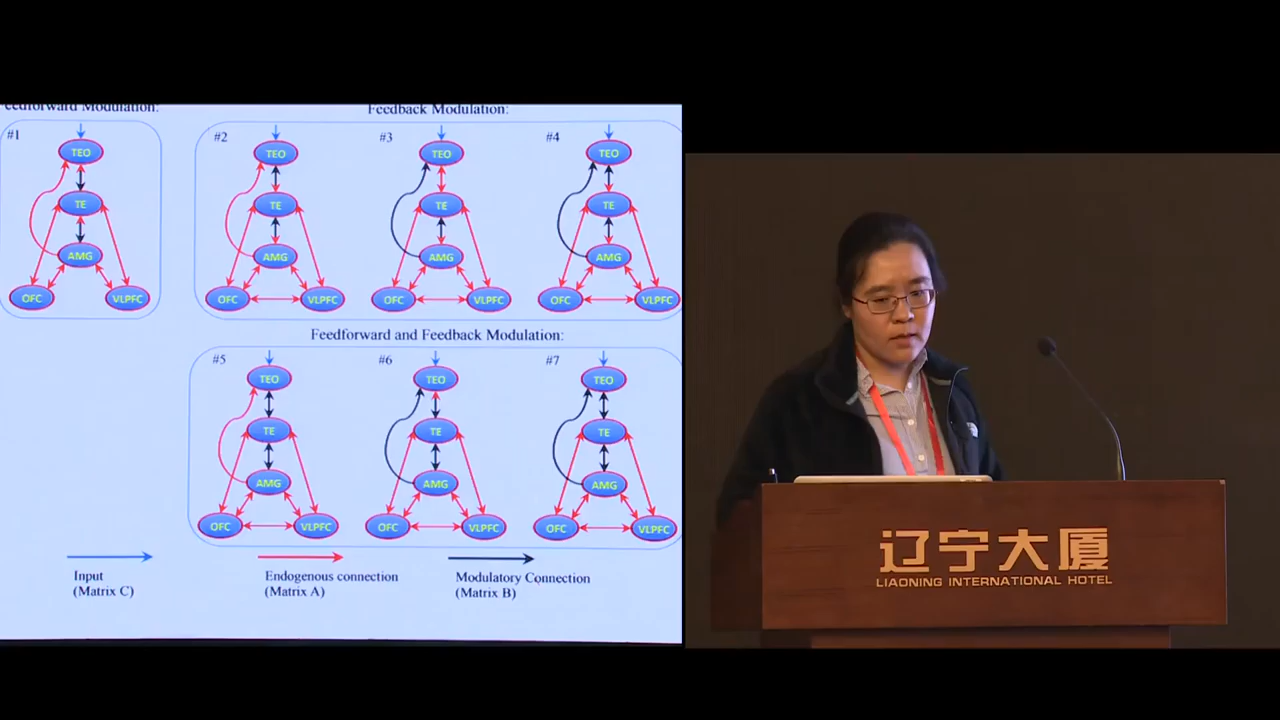 eedforward Modulation:
Feedback Modulation:
#1
TEO
TE
AMG
OFC
VLPFC
#2
TEO
TE
AMG
OFC
VLPFC
#3
TEO
TE
AMG
OFC
VLPFC
#4
TEO
TE
AMG
OFC
VLPFC
Feedforward and Feedback Modulation:
#5
TEO
TE
AMG
OFC
VLPFC
#6
TEO
TE
AMG
OFC
VLPFC
#7
TEO
TE
AMG
OFC
VLPFC
Input
(Matrix C)
Endogenous connection
(Matrix A)
Modulatory Connection
(Matrix B)
辽宁大厦
LIAONING INTERNATIONAL HOTEL